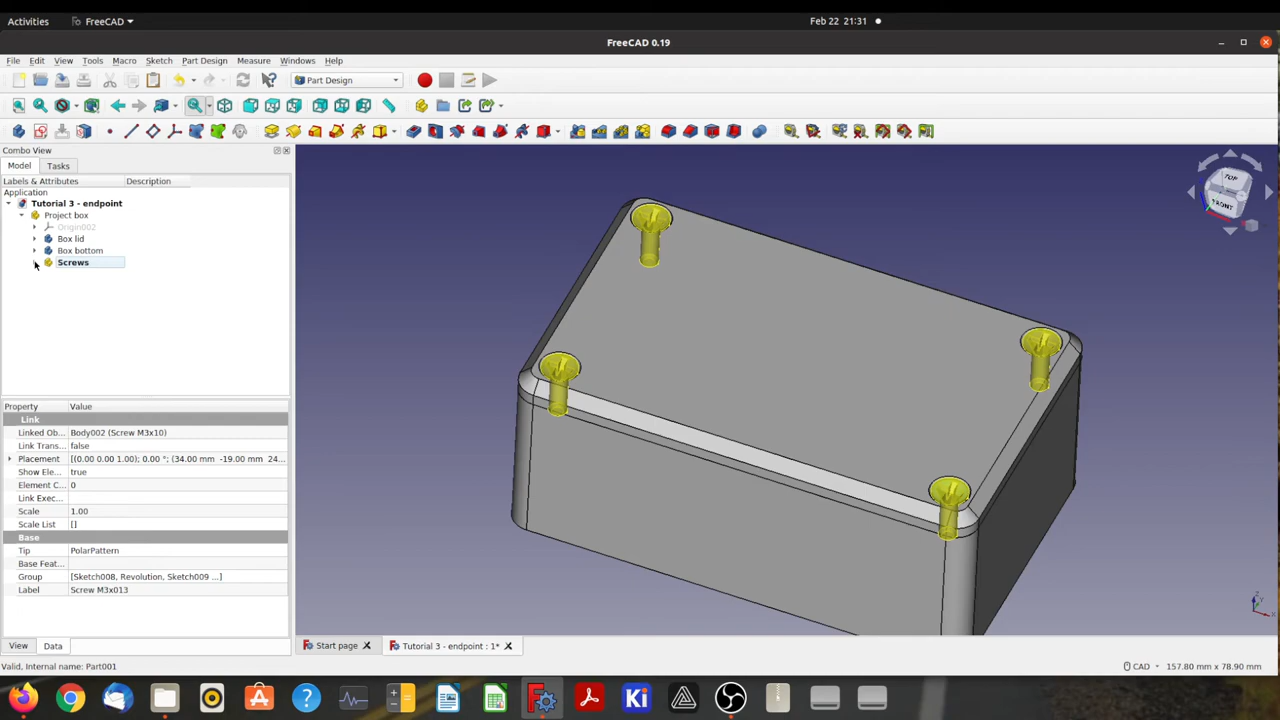 Activities
FreeCAD
Feb 22 21:31
FreeCAD 0.19
File Edit View Tools Macro Sketch Part Design Measure Windows Help
Part Design
Combo View
Model Tasks
Labels & Attributes Description
Application
Tutorial 3 - endpoint
Project box
Origin002
Box lid
Box bottom
Screws
TOP
FRONT
Property Value
Link
Linked Ob... Body002 (Screw M3x10)
Link Trans... false
Placement [(0.00 0.00 1.00); 0.00 °; (34.00 mm -19.00 mm 24...
Show Ele... true
Element C... 0
Link Exec...
Scale 1.00
Scale List []
Base
Tip PolarPattern
Base Feat...
Group [Sketch008, Revolution, Sketch009 ...]
Label Screw M3x013
View Data
Start page
Tutorial 3 - endpoint : 1*
Valid, Internal name: Part001
CAD
157.80 mm x 78.90 mm
Ki